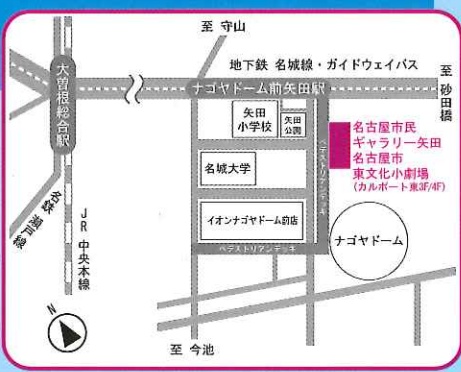 至 守山
地下鉄 名城線・ガイドウェイバス
至 砂田橋
大曽根総合駅
ナゴヤドーム前矢田駅
矢田
小学校
矢田
公園
名古屋市民
ギャラリー矢田
名古屋市
東文化小劇場
(カルポート東3F/4F)
名城大学
ペデストリアンデッキ
イオンナゴヤドーム前店
ナゴヤドーム
ペデストリアンデッキ
名鉄 瀬戸線
JR 中央本線
N
至 今池